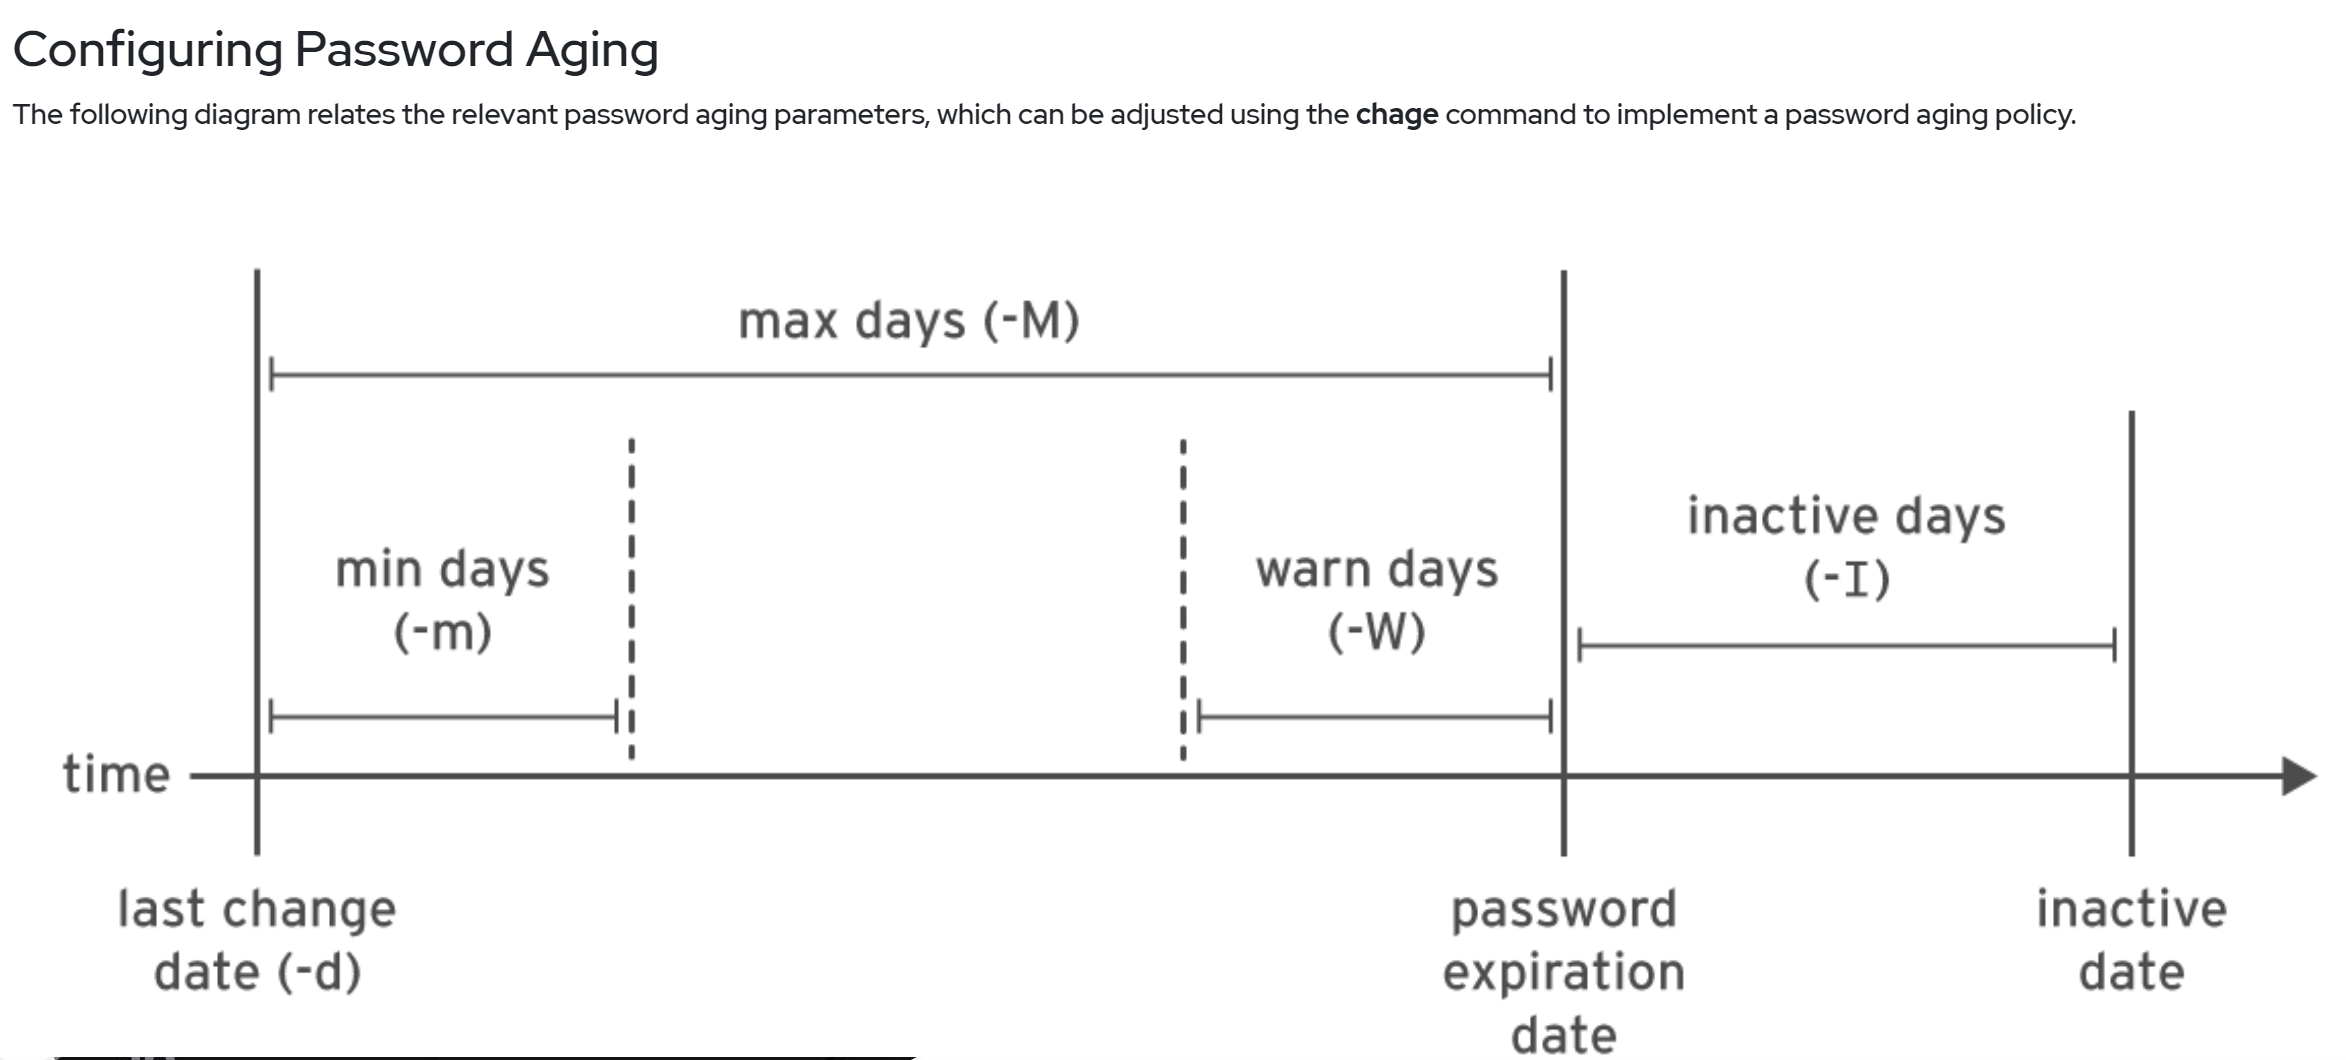 Configuring Password Aging
The following diagram relates the relevant password aging parameters, which can be adjusted using the chage command to implement a password aging policy.
max days (-M)
min days
(-m)
warn days
(-W)
inactive days
(-I)
time
last change
date (-d)
password
expiration
date
inactive
date